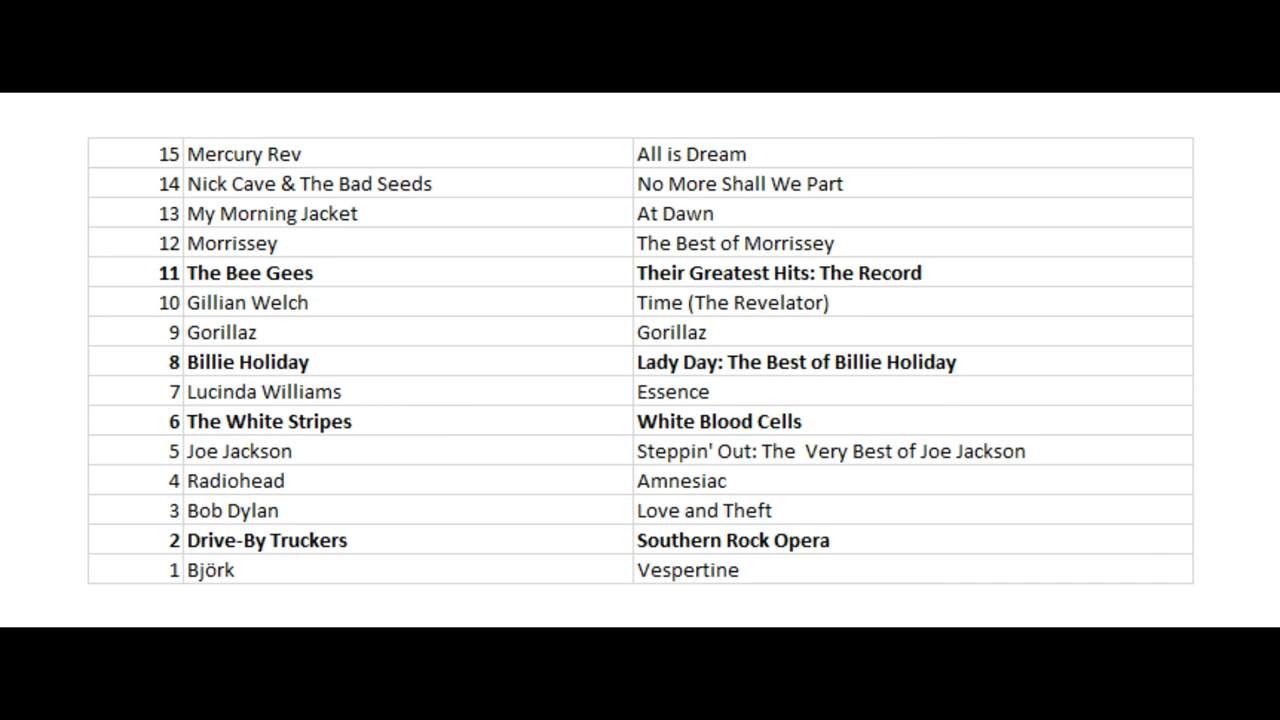 15 Mercury Rev All is Dream
14 Nick Cave & The Bad Seeds No More Shall We Part
13 My Morning Jacket At Dawn
12 Morrissey The Best of Morrissey
11 The Bee Gees Their Greatest Hits: The Record
10 Gillian Welch Time (The Revelator)
9 Gorillaz Gorillaz
8 Billie Holiday Lady Day: The Best of Billie Holiday
7 Lucinda Williams Essence
6 The White Stripes White Blood Cells
5 Joe Jackson Steppin' Out: The  Very Best of Joe Jackson
4 Radiohead Amnesiac
3 Bob Dylan Love and Theft
2 Drive-By Truckers Southern Rock Opera
1 Björk Vespertine